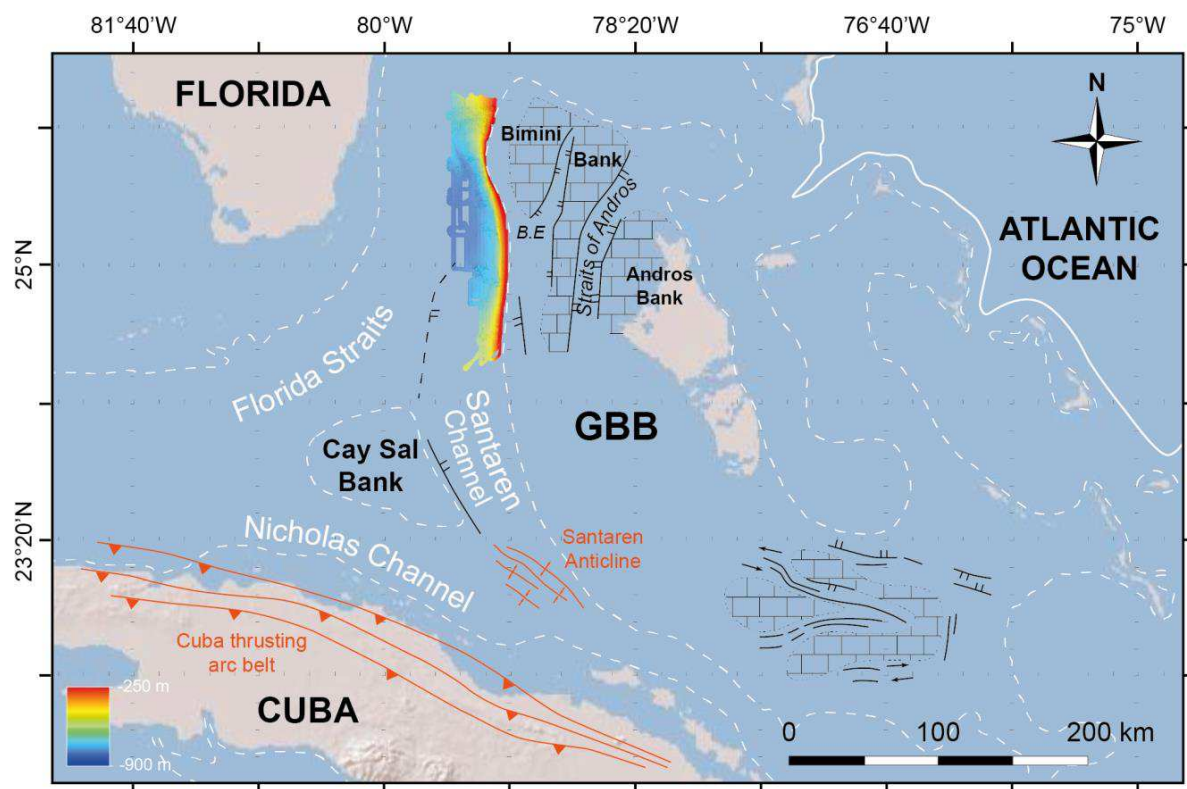 81°40'W 80°W 78°20'W 76°40'W 75°W
FLORIDA
N
Bimini
Bank
B.E
Straits of Andros
ATLANTIC
OCEAN
25°N
Andros
Bank
Florida Straits
Santaren
Channel
GBB
Cay Sal
Bank
23°20'N
Nicholas Channel
Santaren
Anticline
Cuba thrusting
arc belt
-250 m
CUBA
-900 m
0 100 200 km